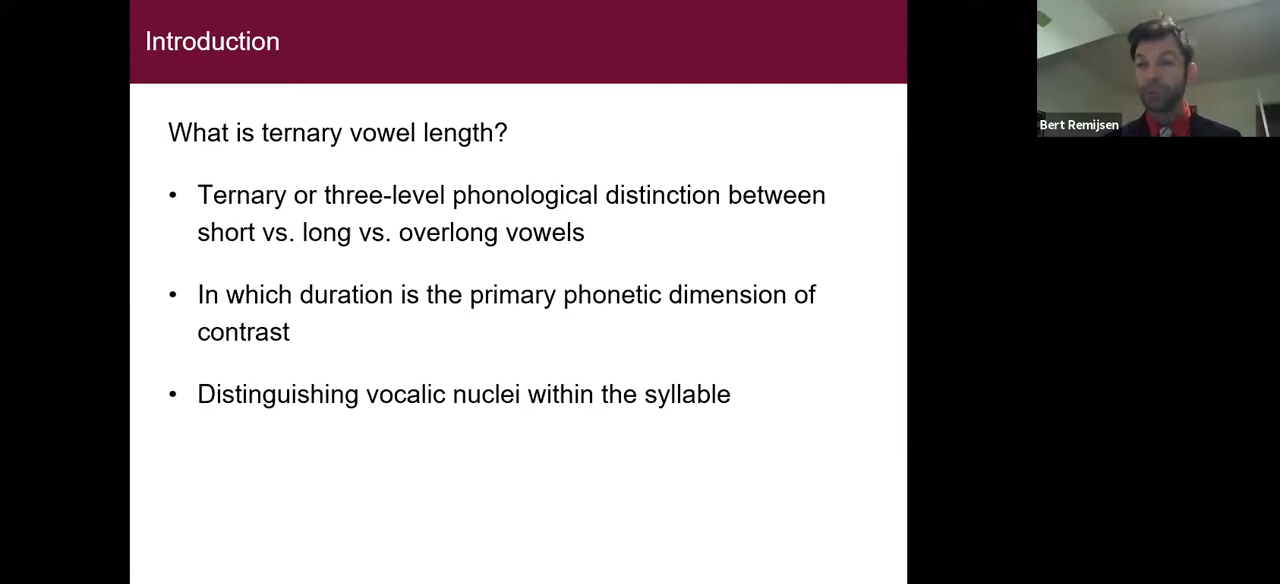 Introduction
What is ternary vowel length?
• Ternary or three-level phonological distinction between
short vs. long vs. overlong vowels
• In which duration is the primary phonetic dimension of
contrast
• Distinguishing vocalic nuclei within the syllable
Bert Remijsen